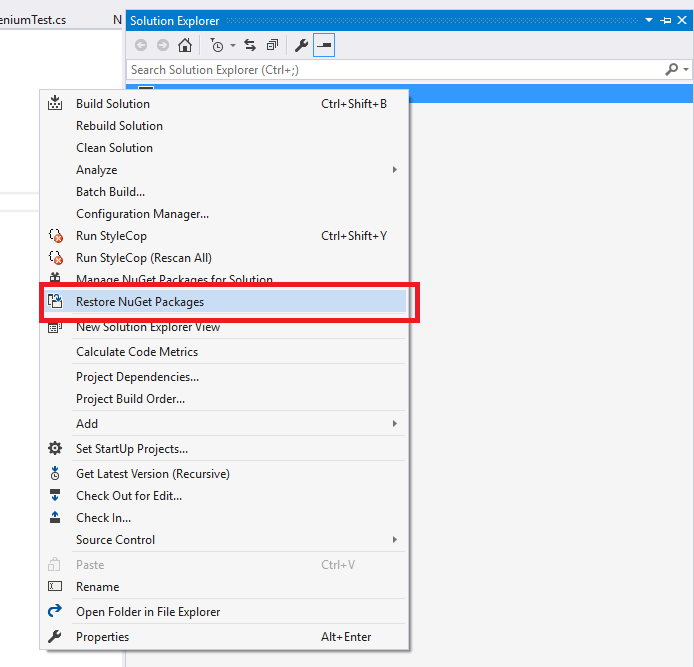 eniumTest.cs
N
Solution Explorer
Search Solution Explorer (Ctrl+;)
Build Solution Ctrl+Shift+B
Rebuild Solution
Clean Solution
Analyze
Batch Build...
Configuration Manager...
Run StyleCop Ctrl+Shift+Y
Run StyleCop (Rescan All)
Manage NuGet Packages for Solution
Restore NuGet Packages
New Solution Explorer View
Calculate Code Metrics
Project Dependencies...
Project Build Order...
Add
Set StartUp Projects...
Get Latest Version (Recursive)
Check Out for Edit...
Check In...
Source Control
Paste Ctrl+V
Rename
Open Folder in File Explorer
Properties Alt+Enter